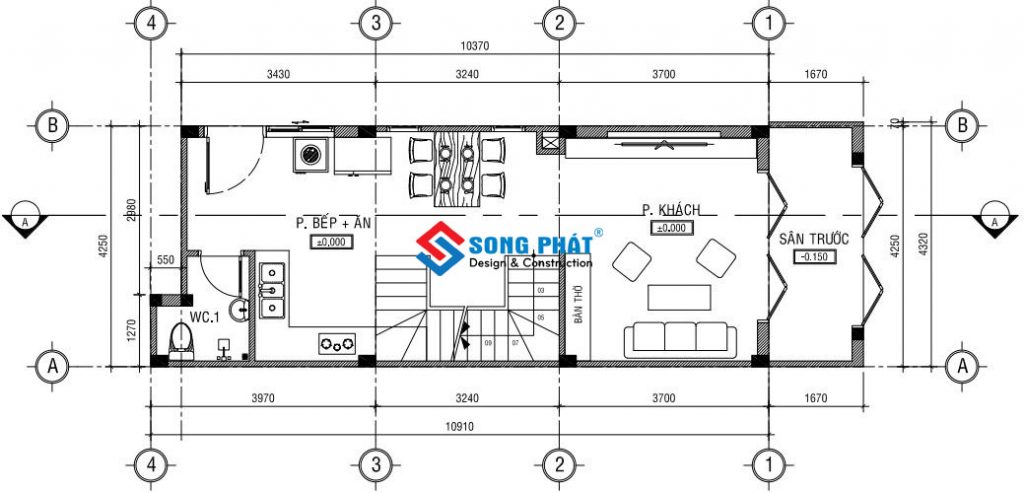 4
3
2
1
10370
3430
3240
3700
1670
B
B
70
2980
4250
4250
4320
A
A
P. BẾP + ĂN
±0,000
P. KHÁCH
±0.000
SÂN TRƯỚC
-0.150
SONG PHÁT®
Design & Construction
550
03
05
07
09
BÀN THỜ
WC.1
1270
A
A
3970
3240
3700
1670
10910
4
3
2
1